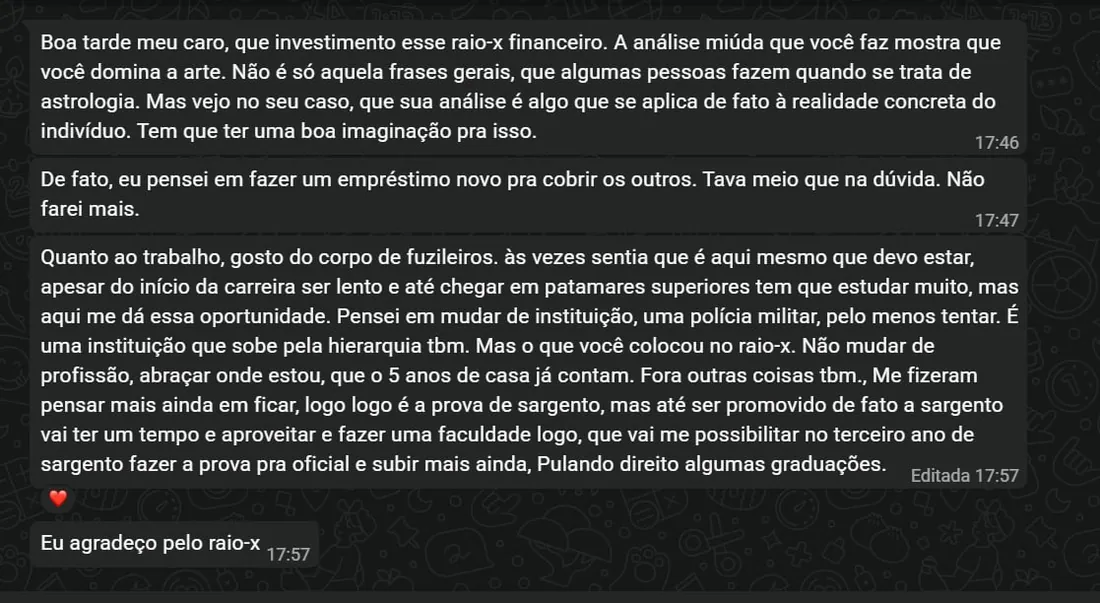 Boa tarde meu caro, que investimento esse raio-x financeiro. A análise miúda que você faz mostra que
você domina a arte. Não é só aquela frases gerais, que algumas pessoas fazem quando se trata de
astrologia. Mas vejo no seu caso, que sua análise é algo que se aplica de fato à realidade concreta do
indivíduo. Tem que ter uma boa imaginação pra isso.
17:46
De fato, eu pensei em fazer um empréstimo novo pra cobrir os outros. Tava meio que na dúvida. Não
farei mais.
17:47
Quanto ao trabalho, gosto do corpo de fuzileiros. às vezes sentia que é aqui mesmo que devo estar,
apesar do início da carreira ser lento e até chegar em patamares superiores tem que estudar muito, mas
aqui me dá essa oportunidade. Pensei em mudar de instituição, uma polícia militar, pelo menos tentar. É
uma instituição que sobe pela hierarquia tbm. Mas o que você colocou no raio-x. Não mudar de
profissão, abraçar onde estou, que o 5 anos de casa já contam. Fora outras coisas tbm., Me fizeram
pensar mais ainda em ficar, logo logo é a prova de sargento, mas até ser promovido de fato a sargento
vai ter um tempo e aproveitar e fazer uma faculdade logo, que vai me possibilitar no terceiro ano de
sargento fazer a prova pra oficial e subir mais ainda, Pulando direito algumas graduações.
Editada 17:57
Eu agradeço pelo raio-x
17:57